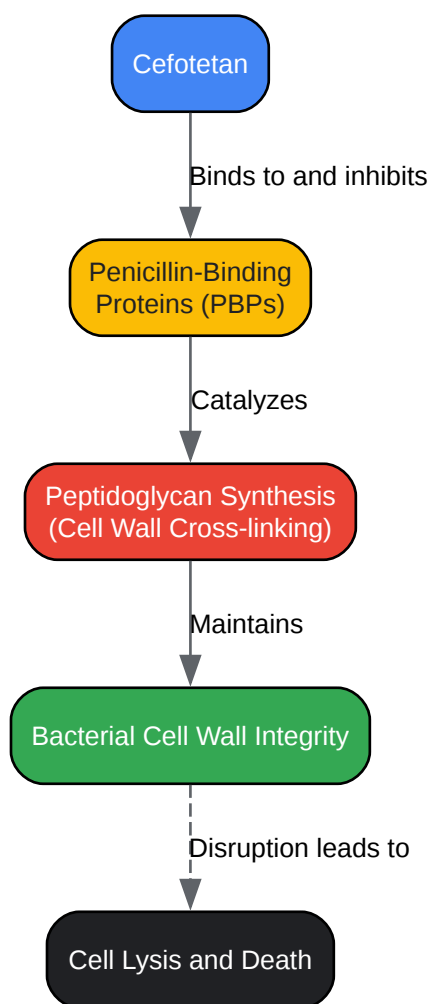 Cefotetan
Binds to and inhibits
Penicillin-Binding
Proteins (PBPs)
Catalyzes
Peptidoglycan Synthesis
(Cell Wall Cross-linking)
Maintains
Bacterial Cell Wall Integrity
Disruption leads to
Cell Lysis and Death